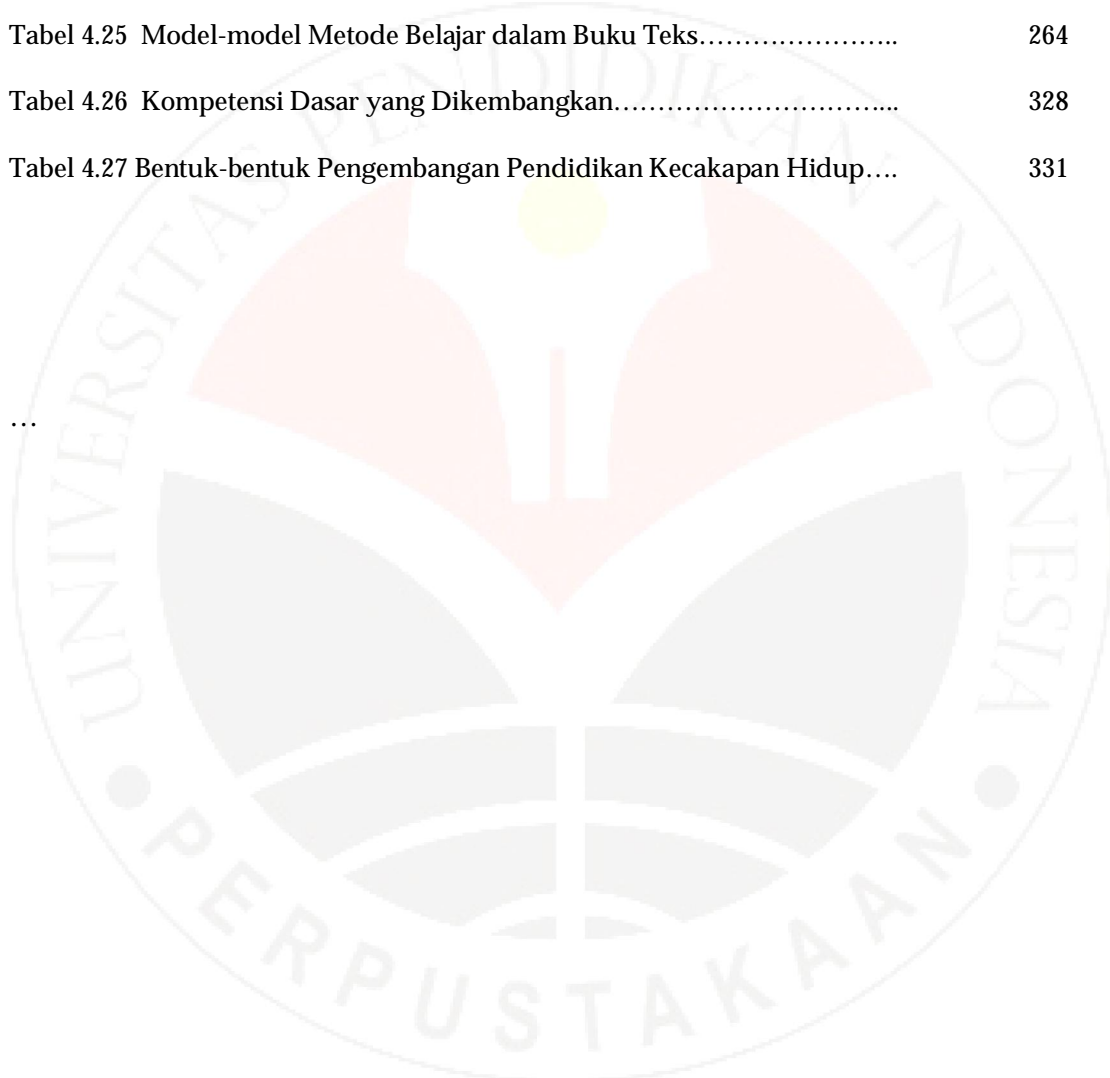 Tabel 4.25 Model-model Metode Belajar dalam Buku Teks………………….. 264
Tabel 4.26 Kompetensi Dasar yang Dikembangkan………………………... 328
Tabel 4.27 Bentuk-bentuk Pengembangan Pendidikan Kecakapan Hidup…. 331
…
UNIVERSITAS PENDIDIKAN INDONESIA
PERPUSTAKAAN